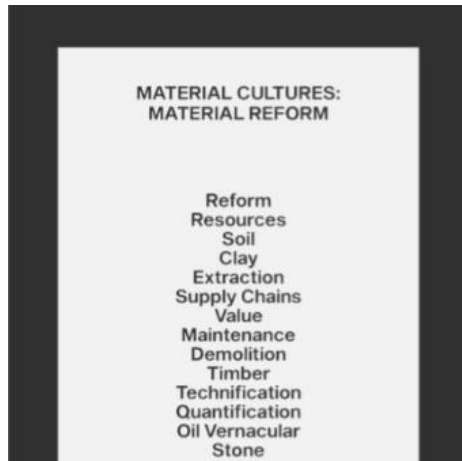 MATERIAL CULTURES:
MATERIAL REFORM
Reform
Resources
Soil
Clay
Extraction
Supply Chains
Value
Maintenance
Demolition
Timber
Technification
Quantification
Oil Vernacular
Stone